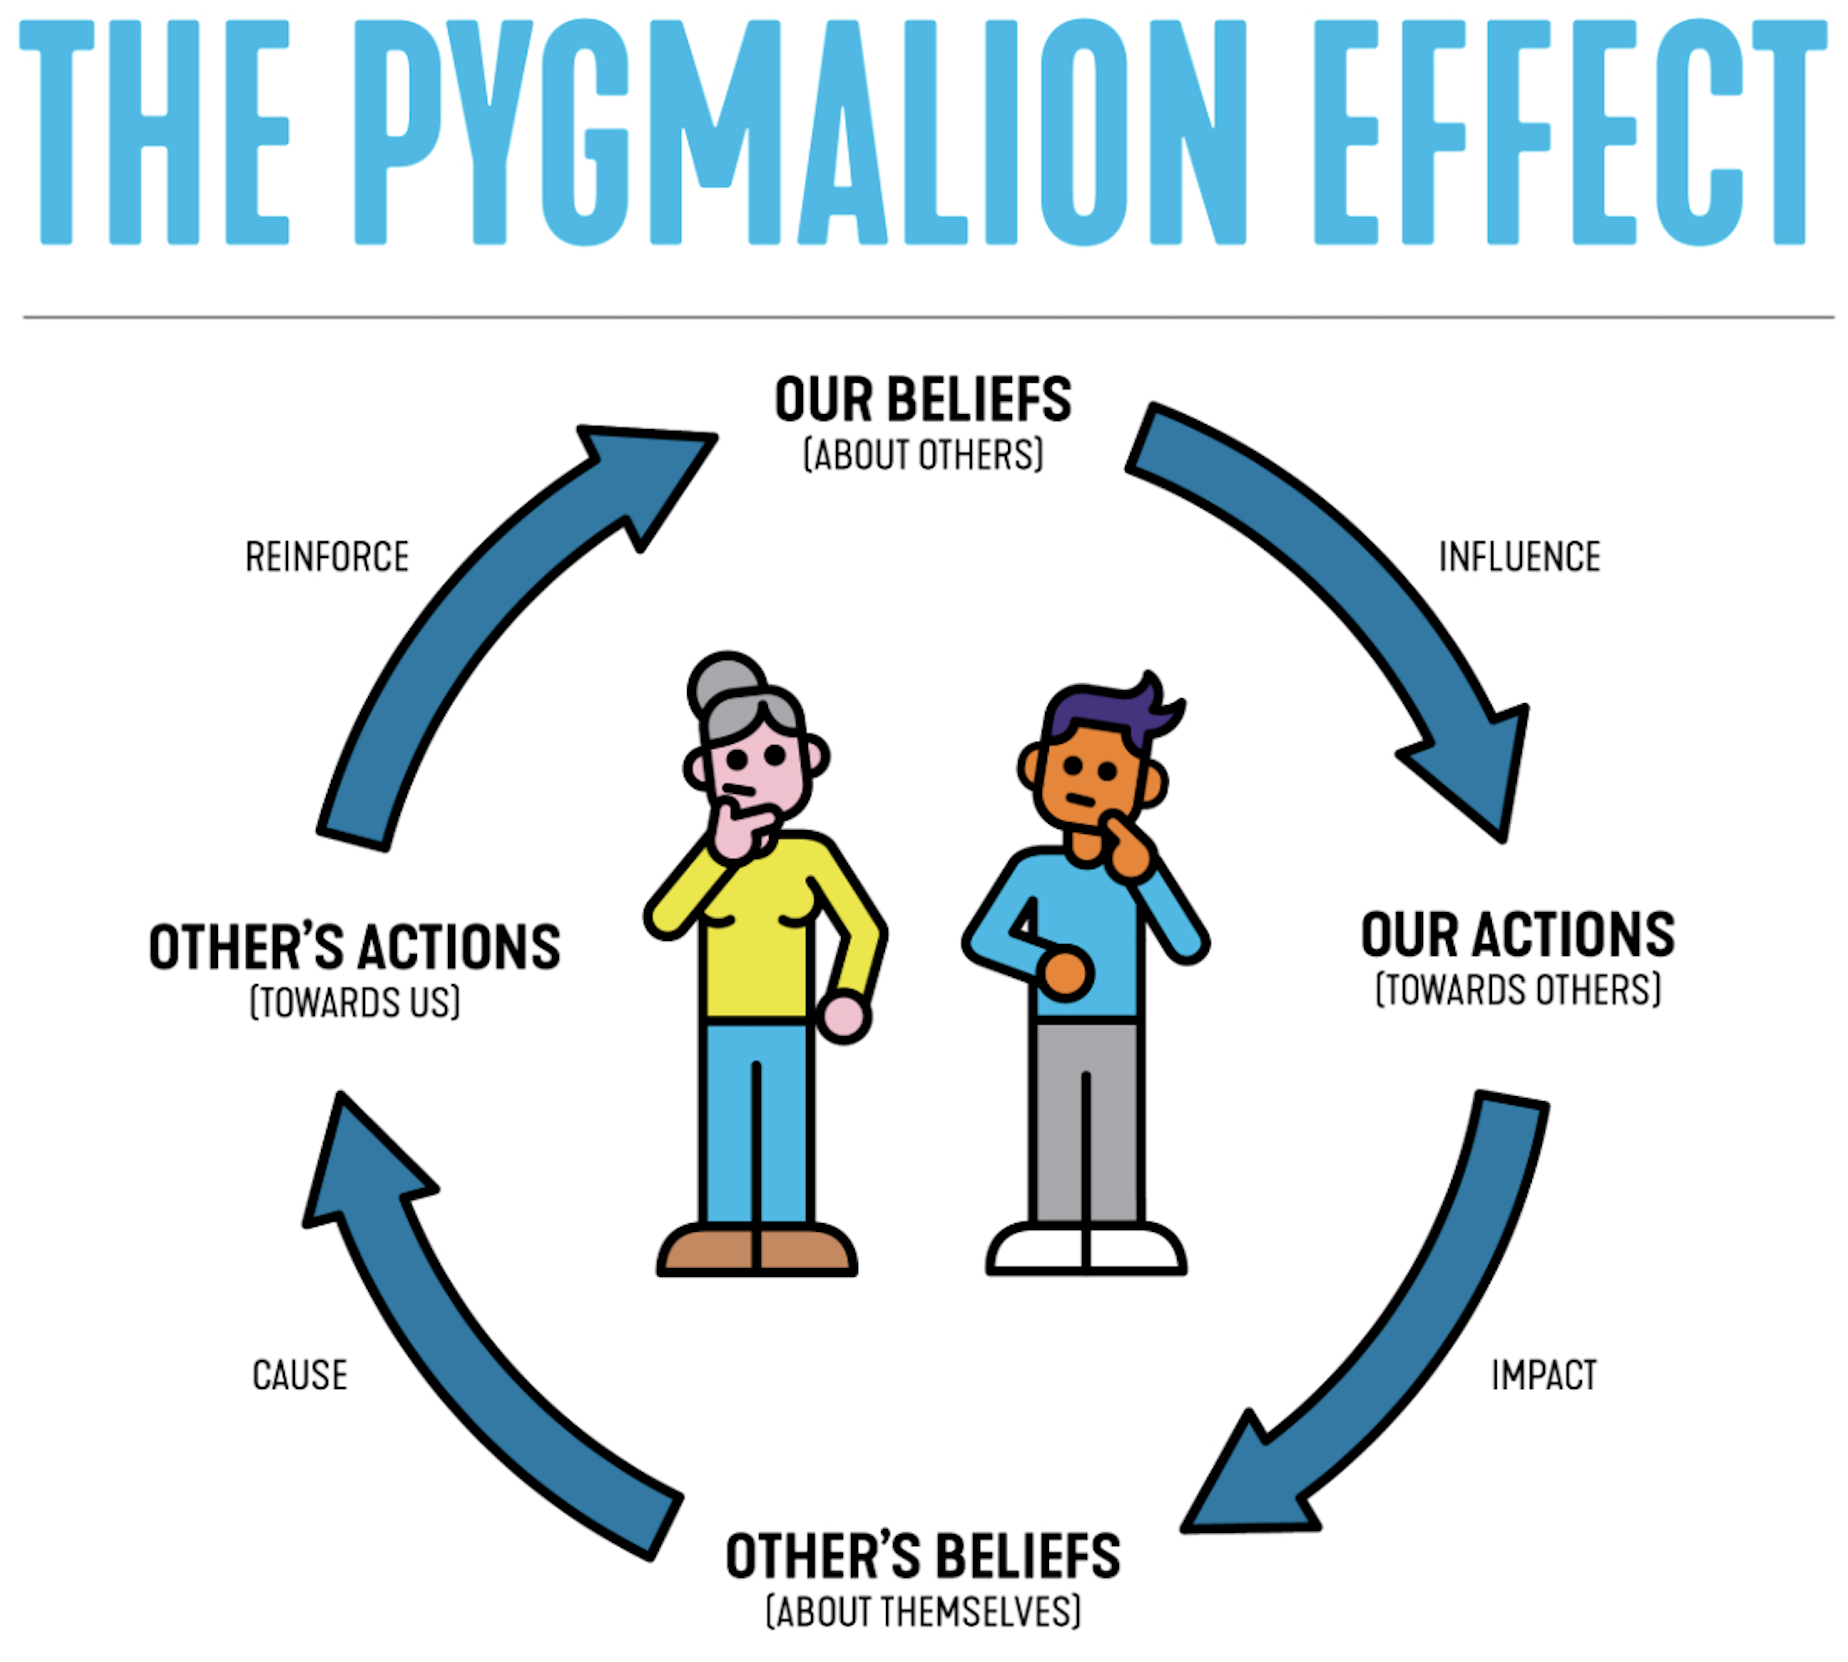 THE PYGMALION EFFECT
OUR BELIEFS
(ABOUT OTHERS)
INFLUENCE
OUR ACTIONS
(TOWARDS OTHERS)
IMPACT
OTHER'S BELIEFS
(ABOUT THEMSELVES)
CAUSE
OTHER'S ACTIONS
(TOWARDS US)
REINFORCE